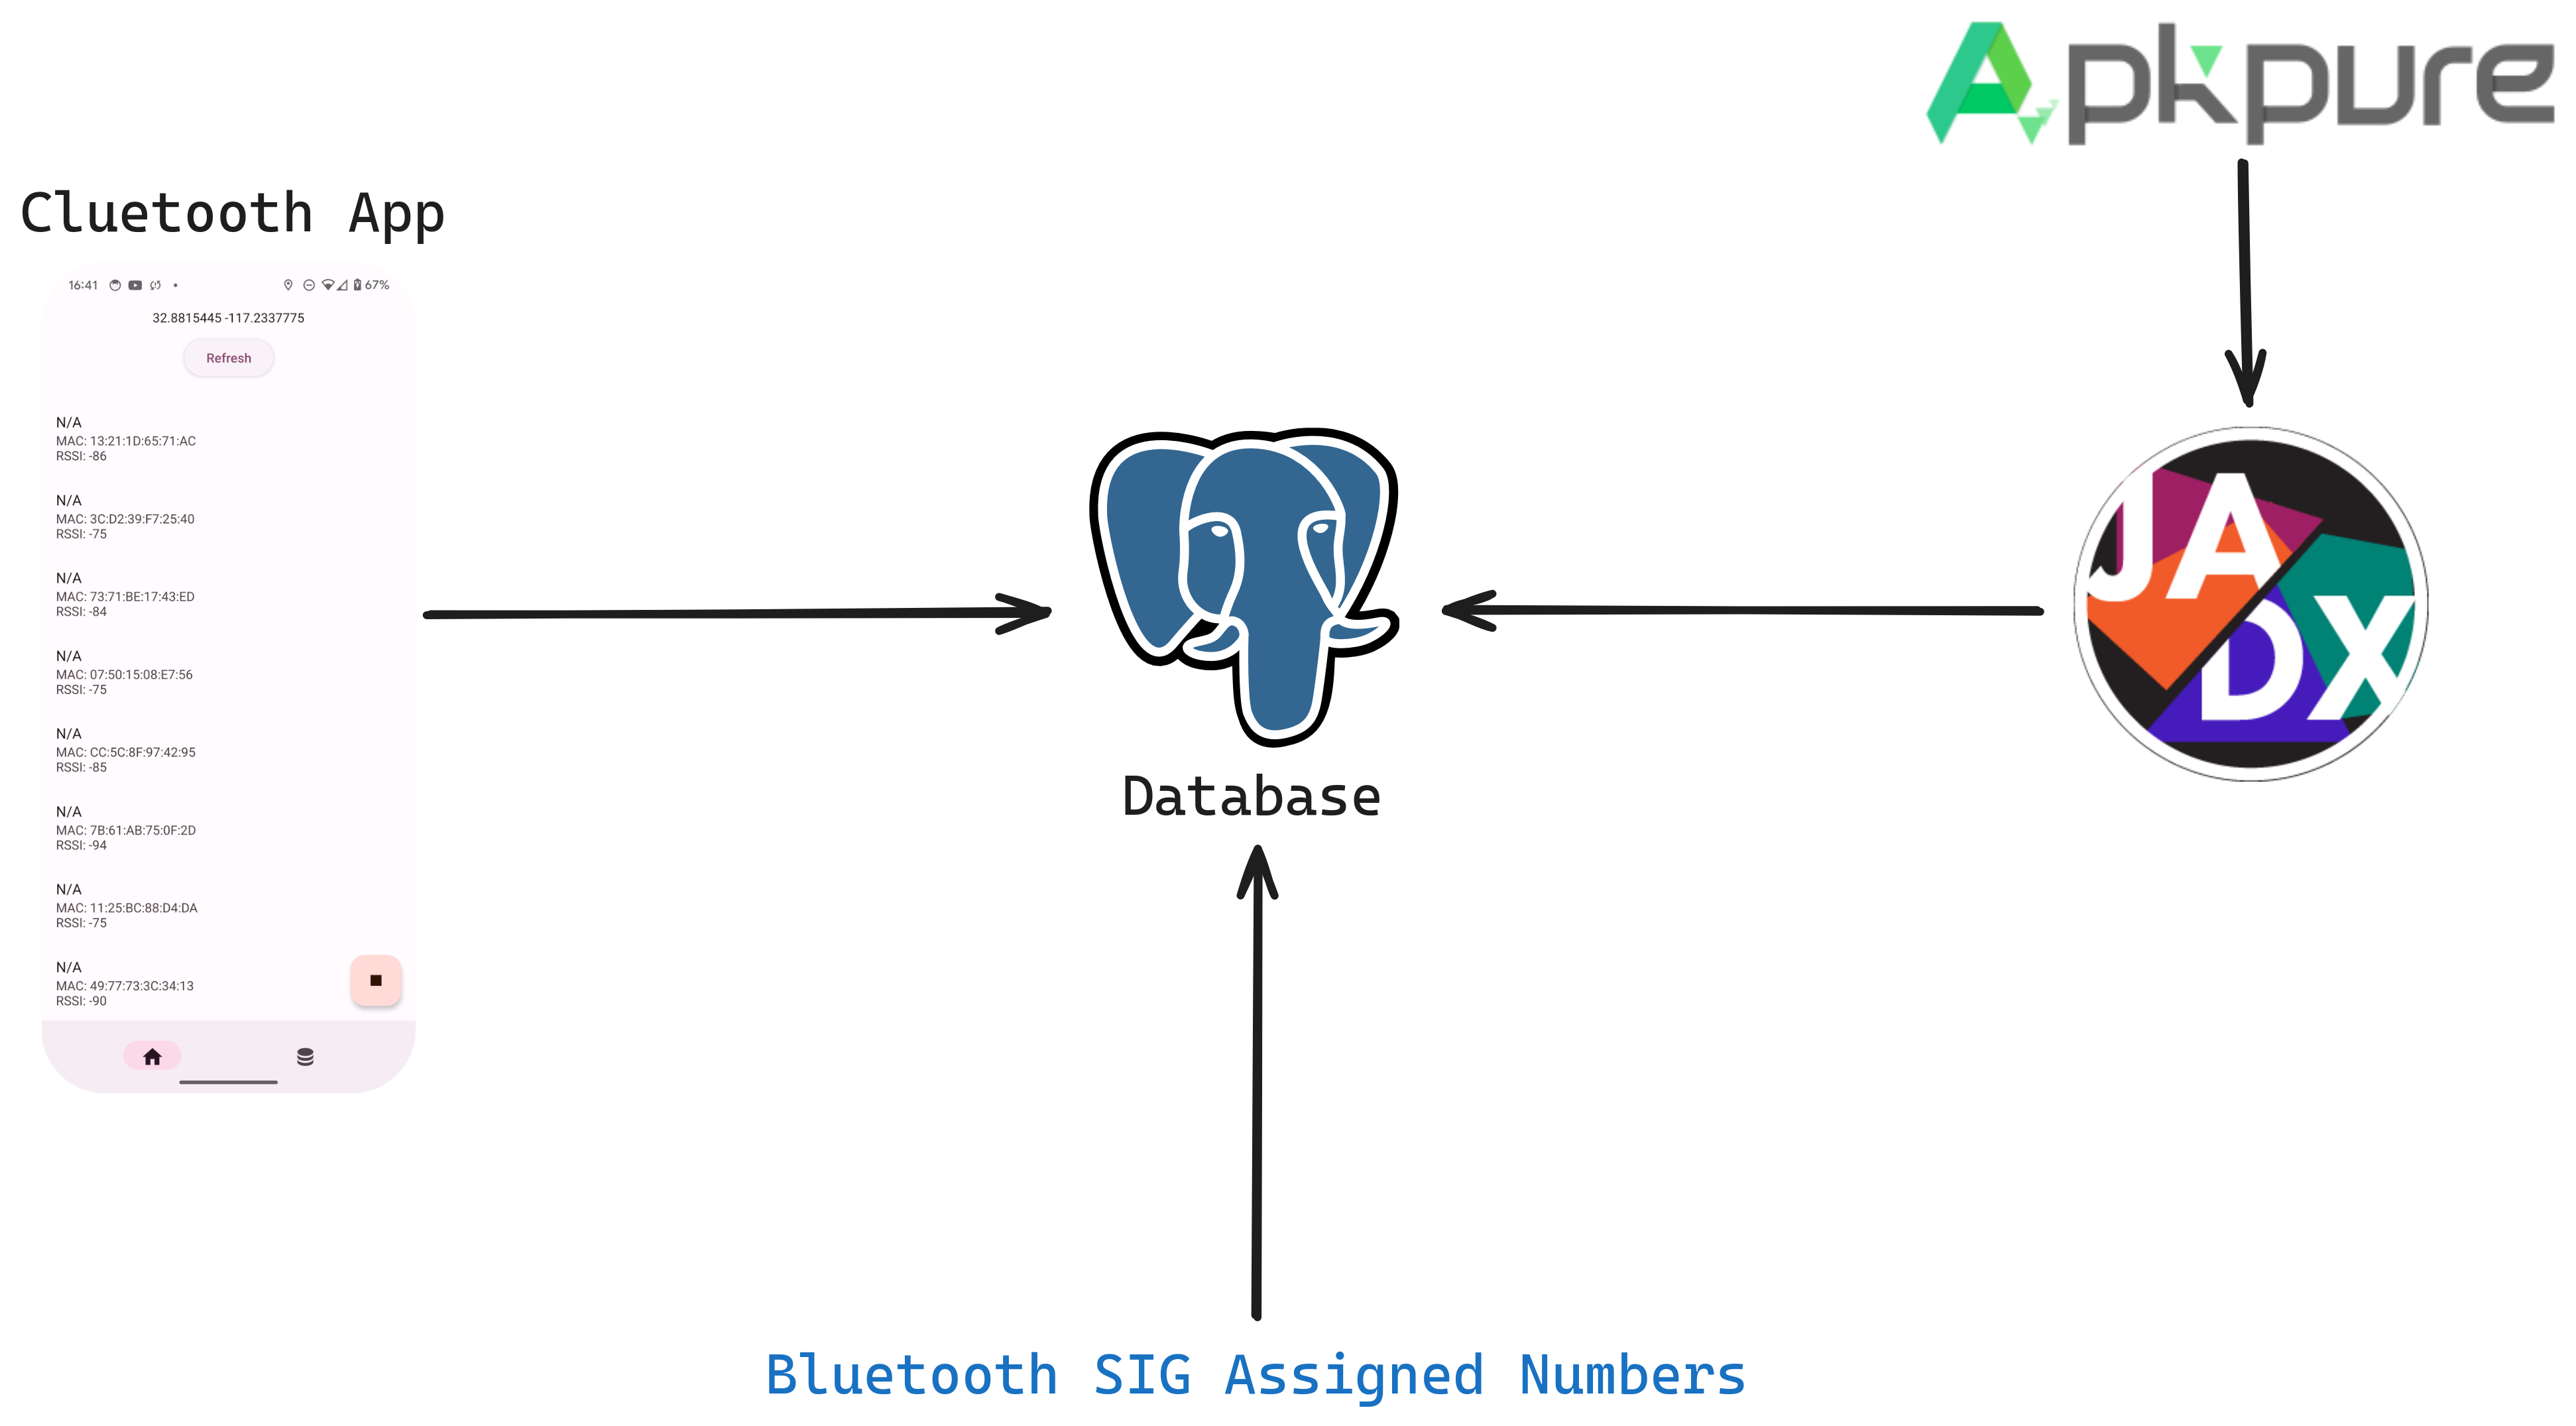 Apkpure
Cluetooth App
16:41
67%
32.8815445 -117.2337775
Refresh
N/A
MAC: 13:21:1D:65:71:AC
RSSI: -86
N/A
MAC: 3C:D2:39:F7:25:40
RSSI: -75
N/A
MAC: 73:71:BE:17:43:ED
RSSI: -84
N/A
MAC: 07:50:15:08:E7:56
RSSI: -75
N/A
MAC: CC:5C:8F:97:42:95
RSSI: -85
N/A
MAC: 7B:61:AB:75:0F:2D
RSSI: -94
N/A
MAC: 11:25:BC:88:D4:DA
RSSI: -75
N/A
MAC: 49:77:73:3C:34:13
RSSI: -90
Database
JA
DX
Bluetooth SIG Assigned Numbers